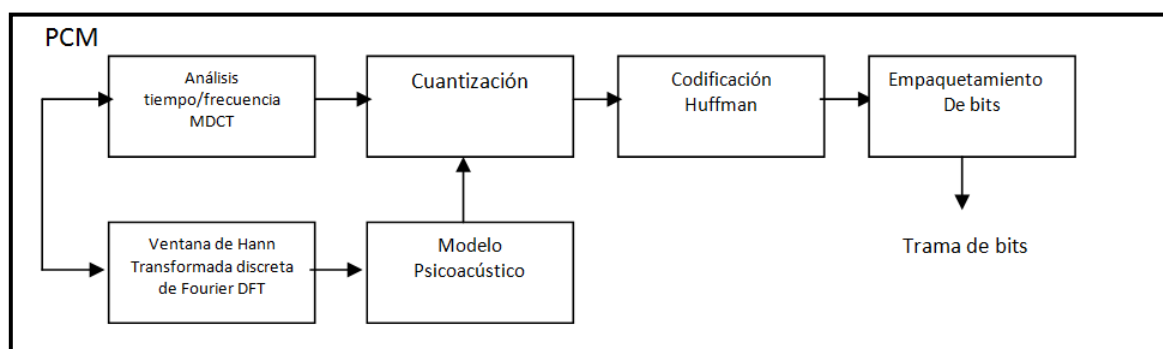 PCM
Análisis
tiempo/frecuencia
MDCT
Cuantización
Codificación
Huffman
Empaquetamiento
De bits
Ventana de Hann
Transformada discreta
de Fourier DFT
Modelo
Psicoacústico
Trama de bits